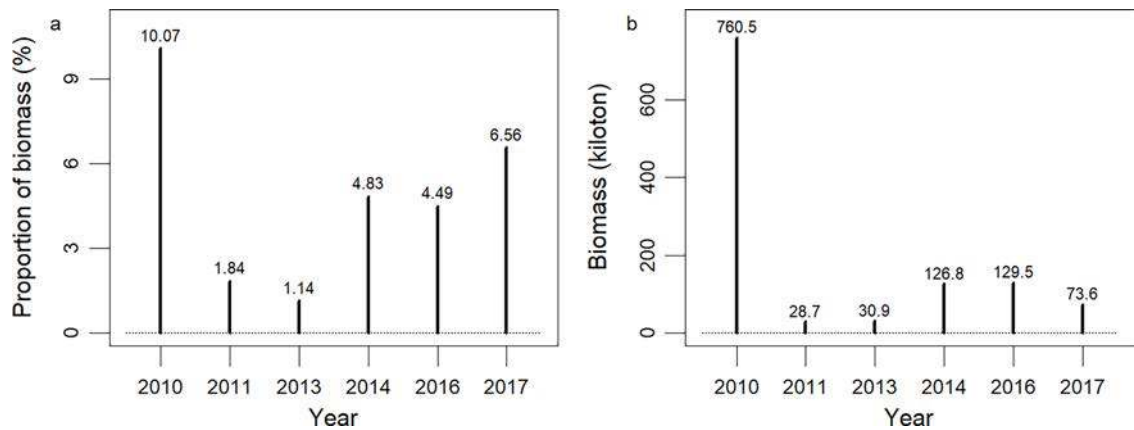 a
10.07
1.84
1.14
4.83
4.49
6.56
Proportion of biomass (%)
9
6
3
0
2010 2011 2013 2014 2016 2017
Year
b
760.5
28.7
30.9
126.8
129.5
73.6
Biomass (kiloton)
600
400
200
0
2010 2011 2013 2014 2016 2017
Year